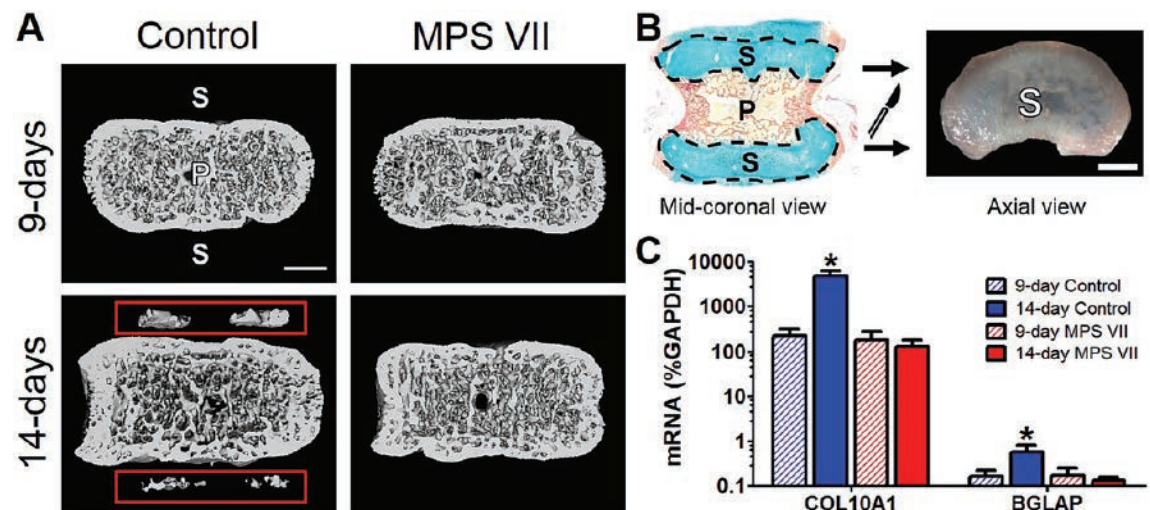 A
Control
MPS VII
9-days
S
P
S
14-days
B
S
P
S
Mid-coronal view
S
Axial view
C
mRNA (%GAPDH)
10000
1000
100
1
0.1
*
*
9-day Control
14-day Control
9-day MPS VII
14-day MPS VII
COL10A1
BGLAP